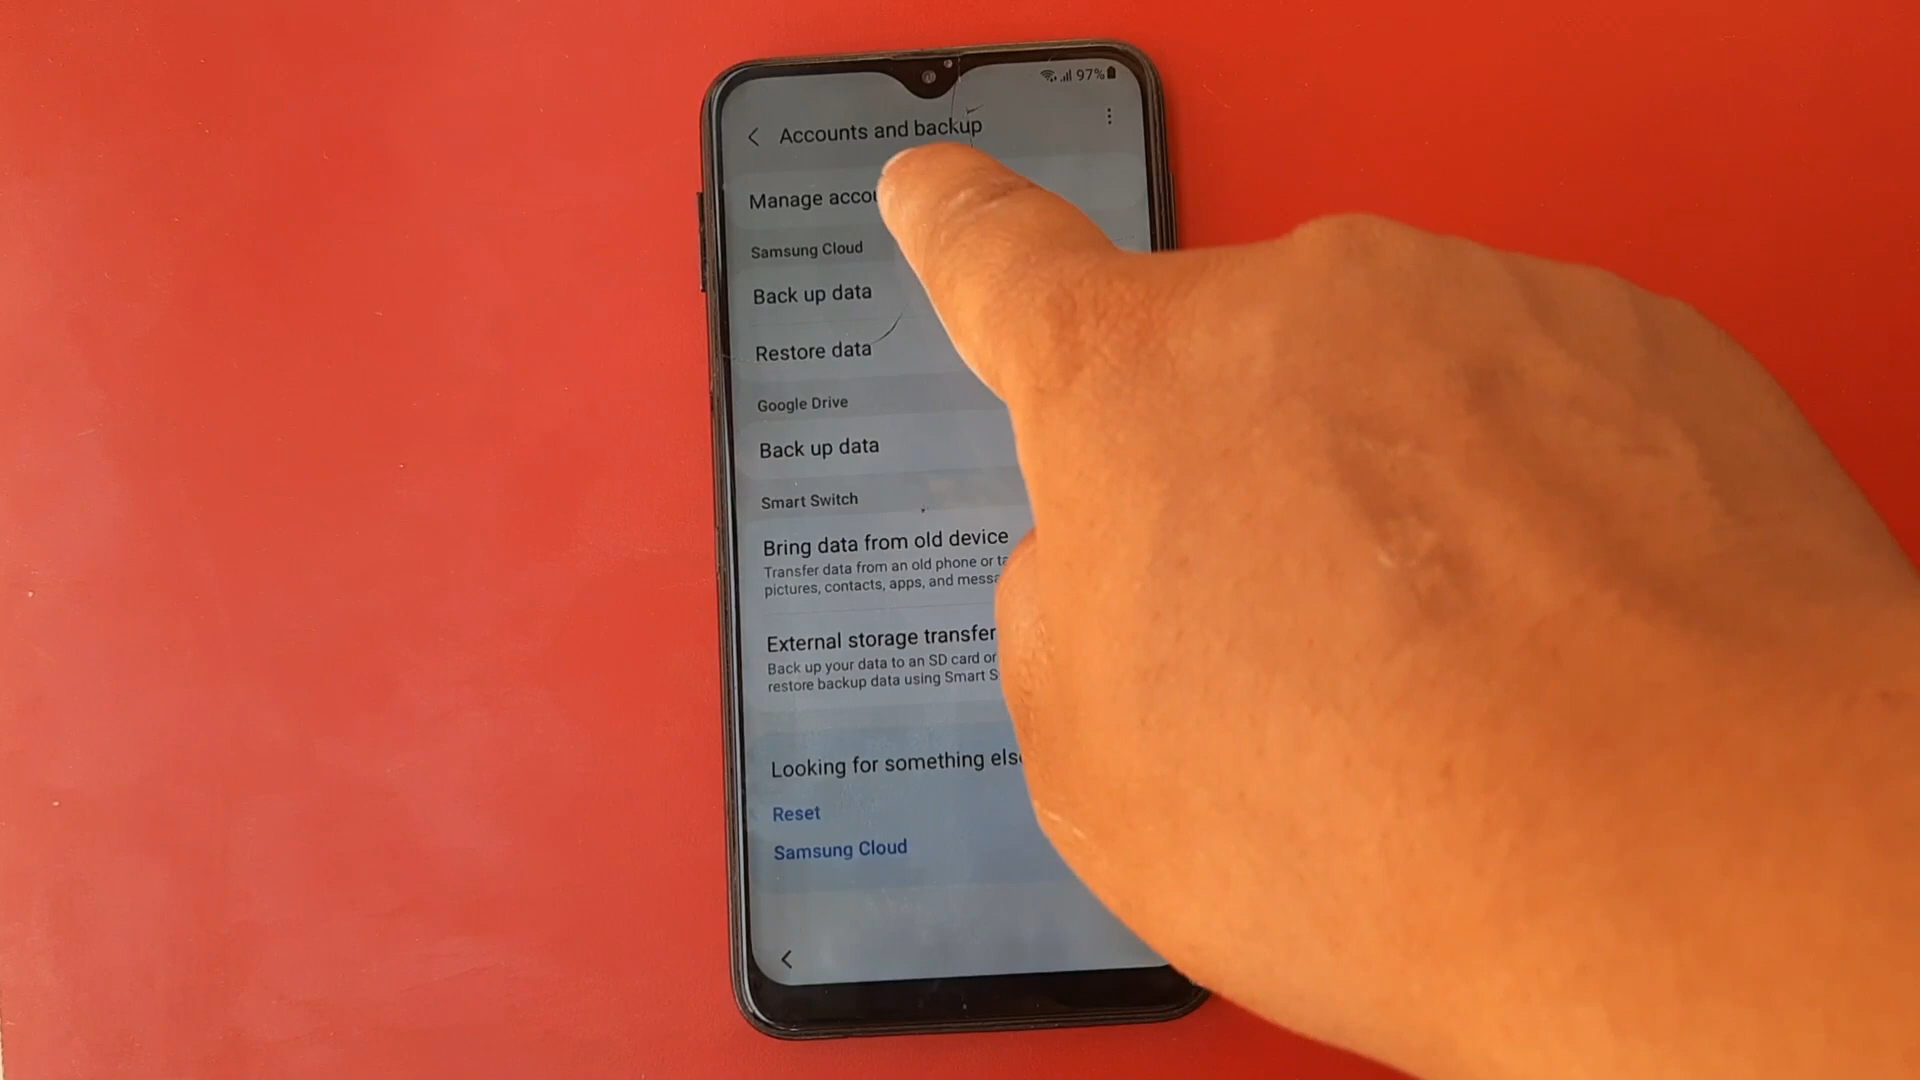 97%
Accounts and backup
Manage
Samsung Cloud
Back up data
Restore data
Google Drive
Back up data
Smart Switch
Bring data from old device
Transfer data from an old phone or
pictures, contacts, apps, and
External storage transfer
Back up your data to an SD card or
restore backup data using Smart
Looking for something
Reset
Samsung Cloud